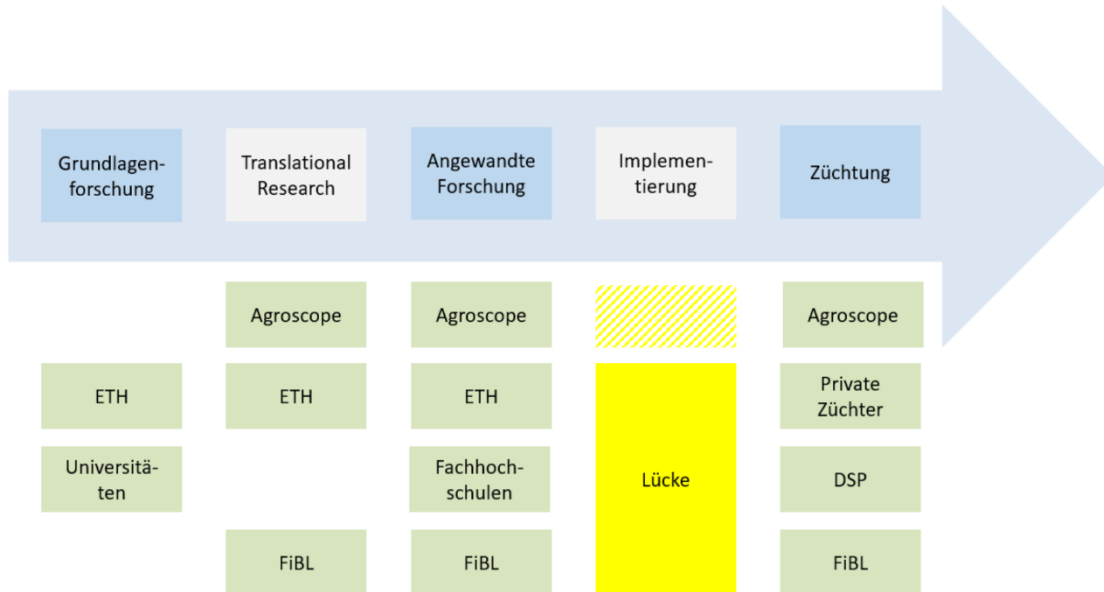 Grundlagen-
forschung
Translational
Research
Angewandte
Forschung
Implemen-
tierung
Züchtung
Agroscope
Agroscope
Agroscope
ETH
ETH
ETH
Private
Züchter
Universitä-
ten
Fachhoch-
schulen
Lücke
DSP
FiBL
FiBL
FiBL